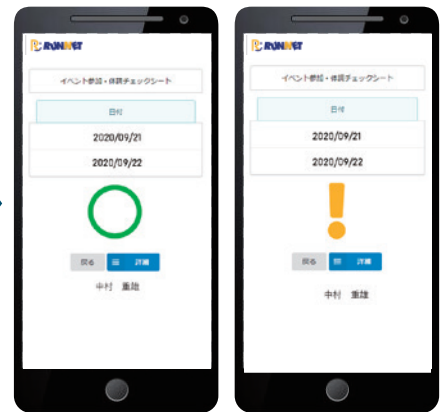 RUNNET
イベント参加・体調チェックシート
日付
2020/09/21
2020/09/22
戻る 詳細
中村 重雄
RUNNET
イベント参加・体調チェックシート
日付
2020/09/21
2020/09/22
戻る 詳細
中村 重雄